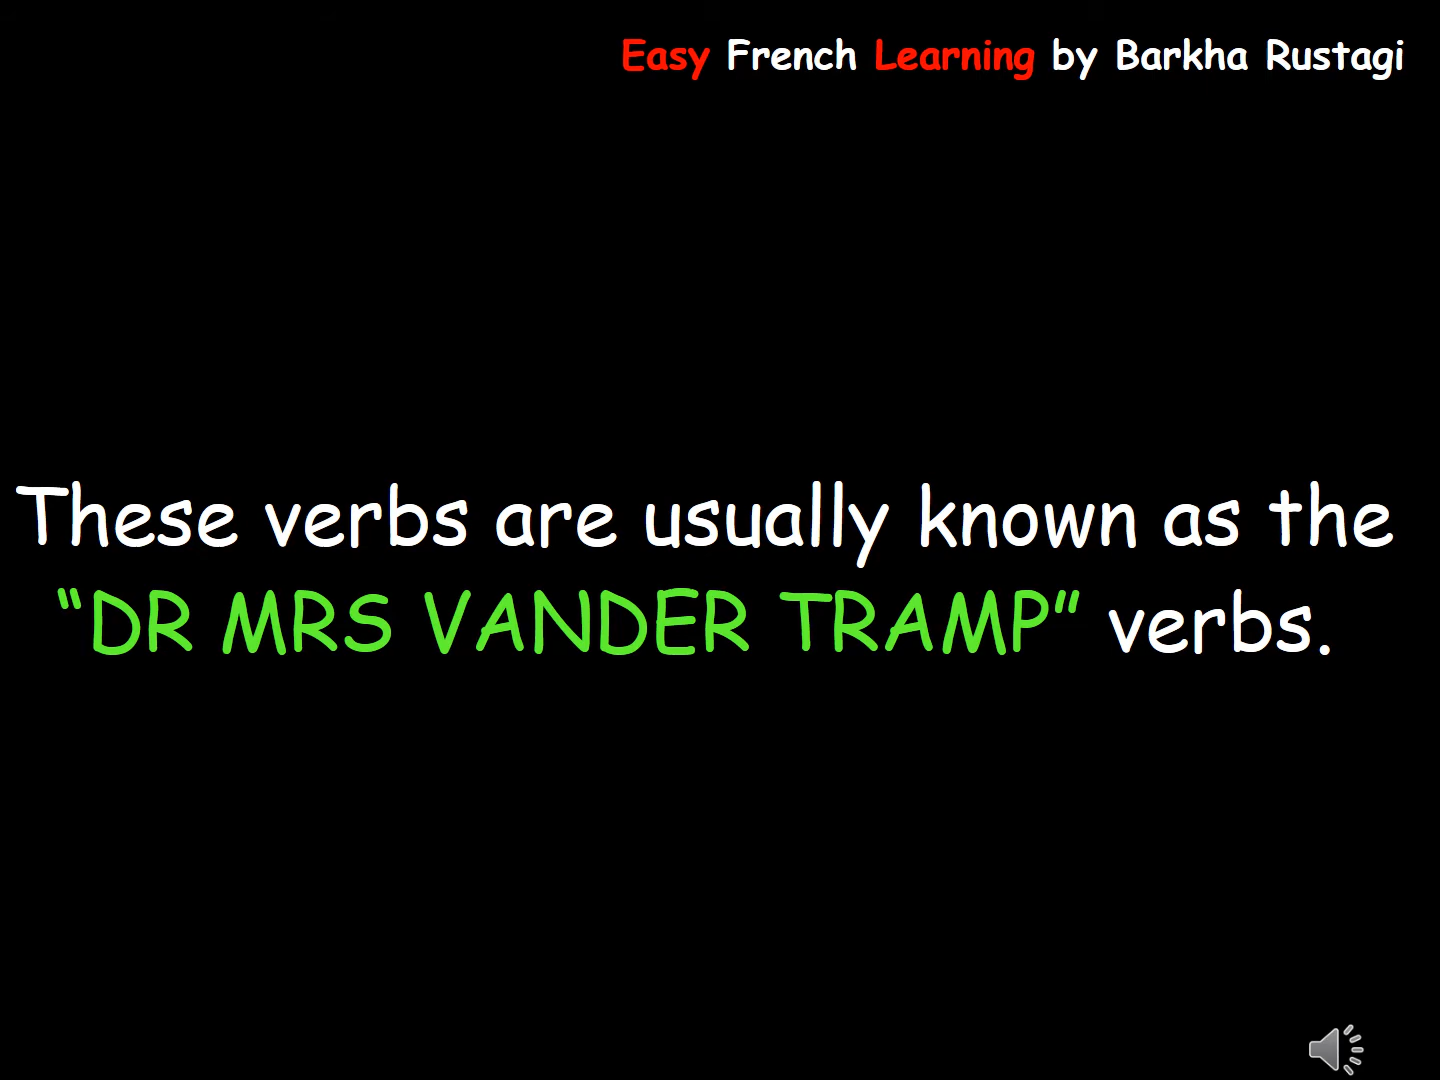 Easy French Learning by Barkha Rustagi
These verbs are usually known as the
“DR MRS VANDER TRAMP” verbs.